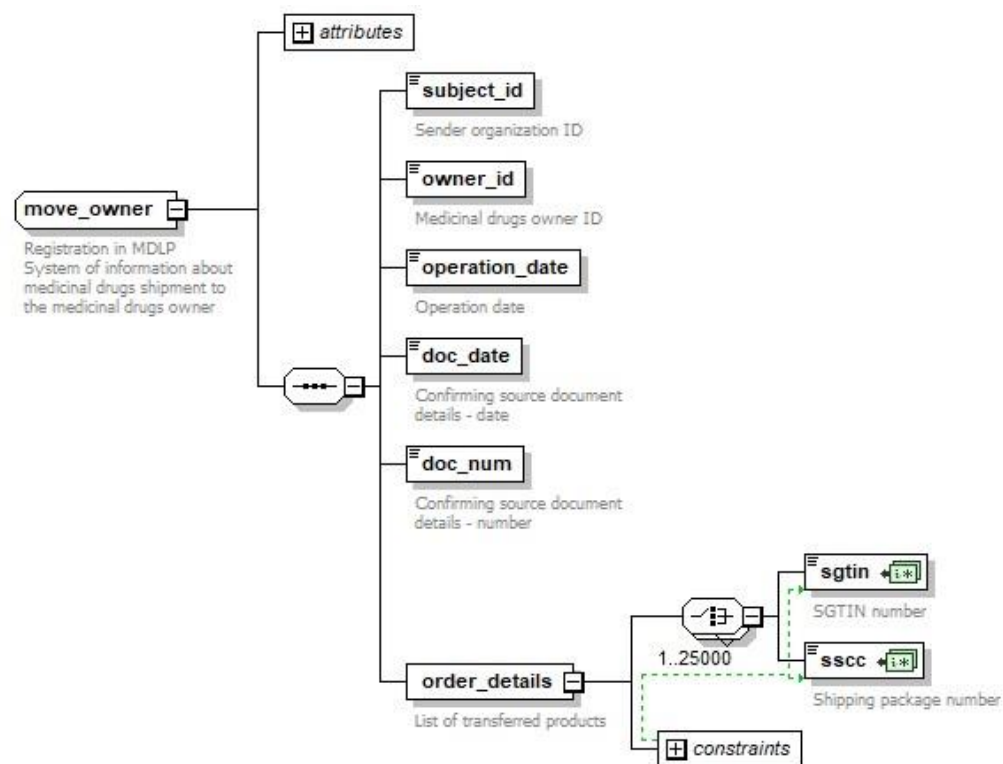 attributes
subject_id
Sender organization ID
owner_id
Medicinal drugs owner ID
move_owner
Registration in MDLP
System of information about
medicinal drugs shipment to
the medicinal drugs owner
operation_date
Operation date
doc_date
Confirming source document
details - date
doc_num
Confirming source document
details - number
sgtin
SGTIN number
1..25000
sscc
Shipping package number
order_details
List of transferred products
constraints